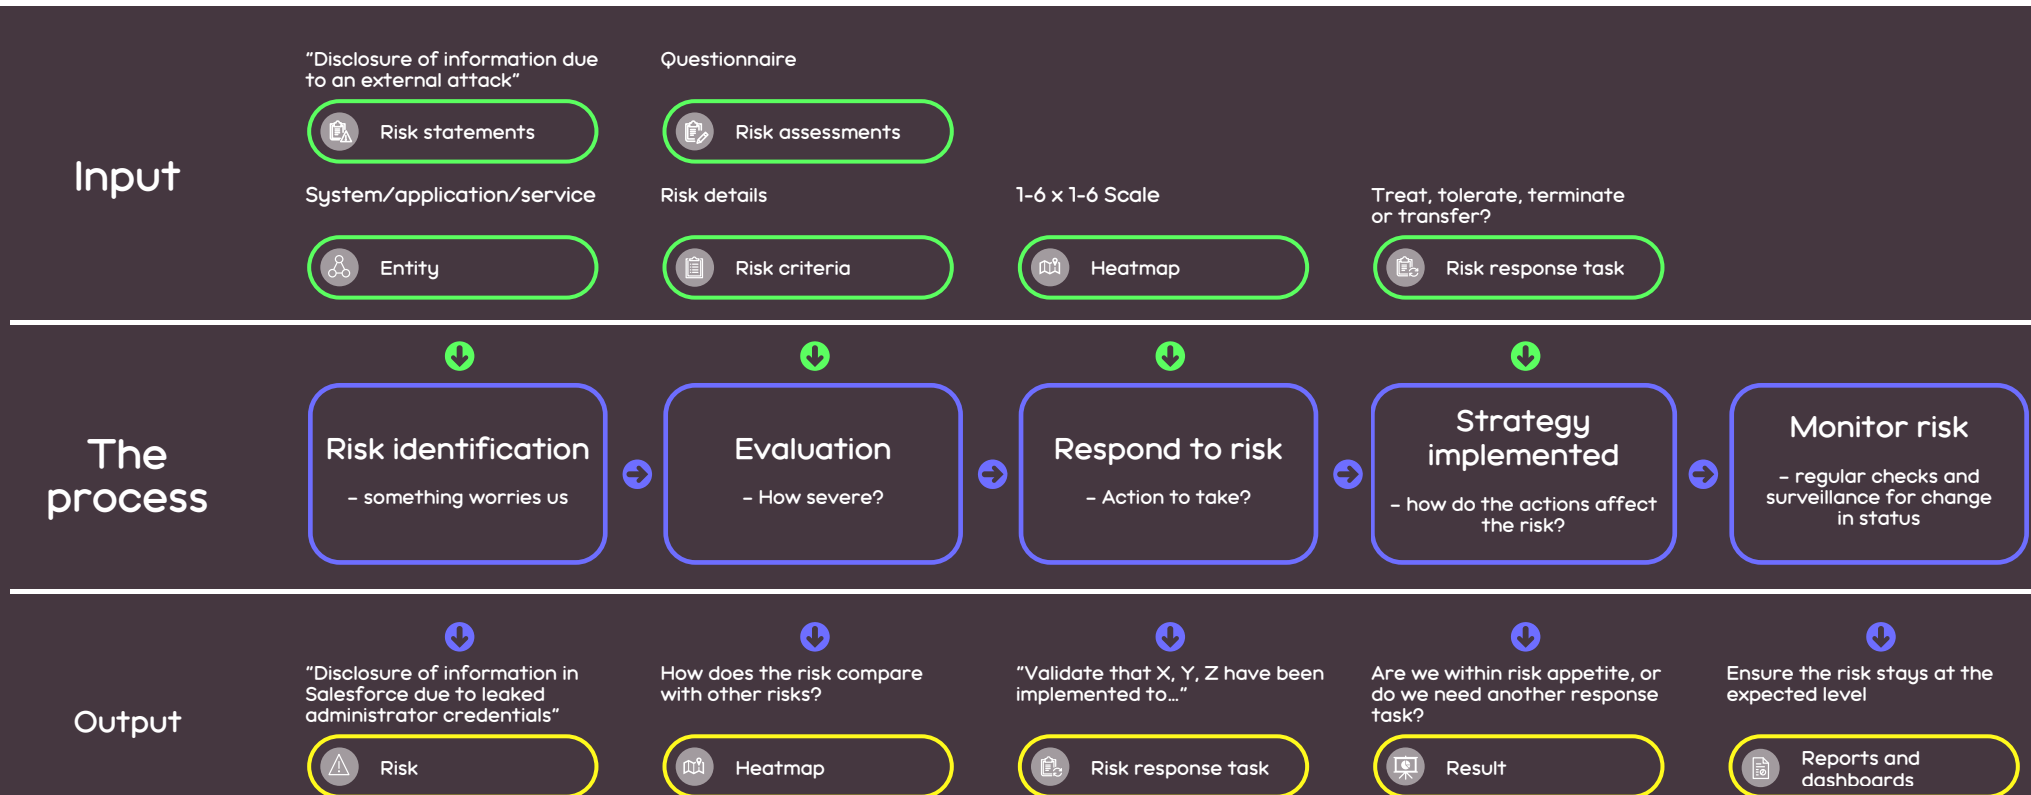 Input
"Disclosure of information due
to an external attack"
Risk statements
Questionnaire
Risk assessments
System/application/service
Entity
Risk details
Risk criteria
1-6 x 1-6 Scale
Heatmap
Treat, tolerate, terminate
or transfer?
Risk response task
The
process
Risk identification
- something worries us
Evaluation
- How severe?
Respond to risk
- Action to take?
Strategy
implemented
- how do the actions affect
the risk?
Monitor risk
- regular checks and
surveillance for change
in status
Output
"Disclosure of information in
Salesforce due to leaked
administrator credentials"
Risk
How does the risk compare
with other risks?
Heatmap
"Validate that X, Y, Z have been
implemented to..."
Risk response task
Are we within risk appetite, or
do we need another response
task?
Result
Ensure the risk stays at the
expected level
Reports and
dashboards